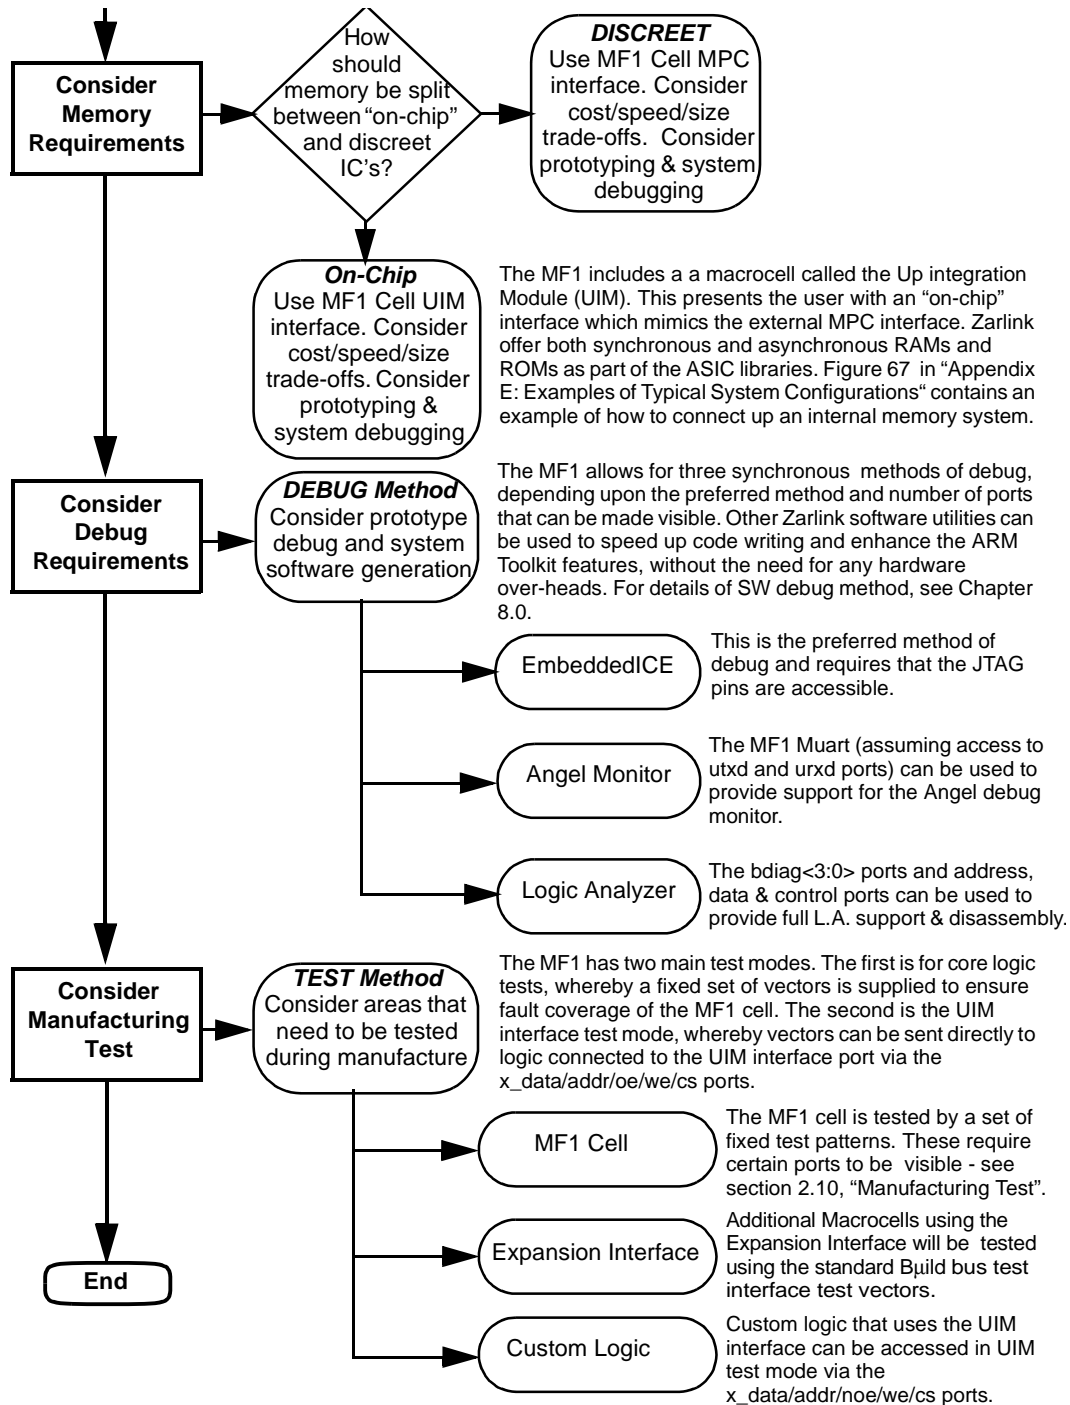 Consider
Memory
Requirements
How
should
memory be split
between “on-chip”
and discreet
IC's?
DISCREET
Use MF1 Cell MPC
interface. Consider
cost/speed/size
trade-offs.  Consider
prototyping & system
debugging
On-Chip
Use MF1 Cell UIM
interface. Consider
cost/speed/size
trade-offs. Consider
prototyping &
system debugging
The MF1 includes a a macrocell called the Up integration
Module (UIM). This presents the user with an “on-chip”
interface which mimics the external MPC interface. Zarlink
offer both synchronous and asynchronous RAMs and
ROMs as part of the ASIC libraries. Figure 67  in “Appendix
E: Examples of Typical System Configurations“ contains an
example of how to connect up an internal memory system.
Consider
Debug
Requirements
DEBUG Method
Consider prototype
debug and system
software generation
The MF1 allows for three synchronous  methods of debug,
depending upon the preferred method and number of ports
that can be made visible. Other Zarlink software utilities can
be used to speed up code writing and enhance the ARM
Toolkit features, without the need for any hardware
over-heads. For details of SW debug method, see Chapter
8.0.
EmbeddedICE
This is the preferred method of
debug and requires that the JTAG
pins are accessible.
Angel Monitor
The MF1 Muart (assuming access to
utxd and urxd ports) can be used to
provide support for the Angel debug
monitor.
Logic Analyzer
The bdiag<3:0> ports and address,
data & control ports can be used to
provide full L.A. support & disassembly.
Consider
Manufacturing
Test
TEST Method
Consider areas that
need to be tested
during manufacture
The MF1 has two main test modes. The first is for core logic
tests, whereby a fixed set of vectors is supplied to ensure
fault coverage of the MF1 cell. The second is the UIM
interface test mode, whereby vectors can be sent directly to
logic connected to the UIM interface port via the
x_data/addr/oe/we/cs ports.
MF1 Cell
The MF1 cell is tested by a set of
fixed test patterns. These require
certain ports to be  visible - see
section 2.10, “Manufacturing Test”.
Expansion Interface
Additional Macrocells using the
Expansion Interface will be  tested
using the standard Bµild bus test
interface test vectors.
End
Custom Logic
Custom logic that uses the UIM
interface can be accessed in UIM
test mode via the
x_data/addr/noe/we/cs ports.